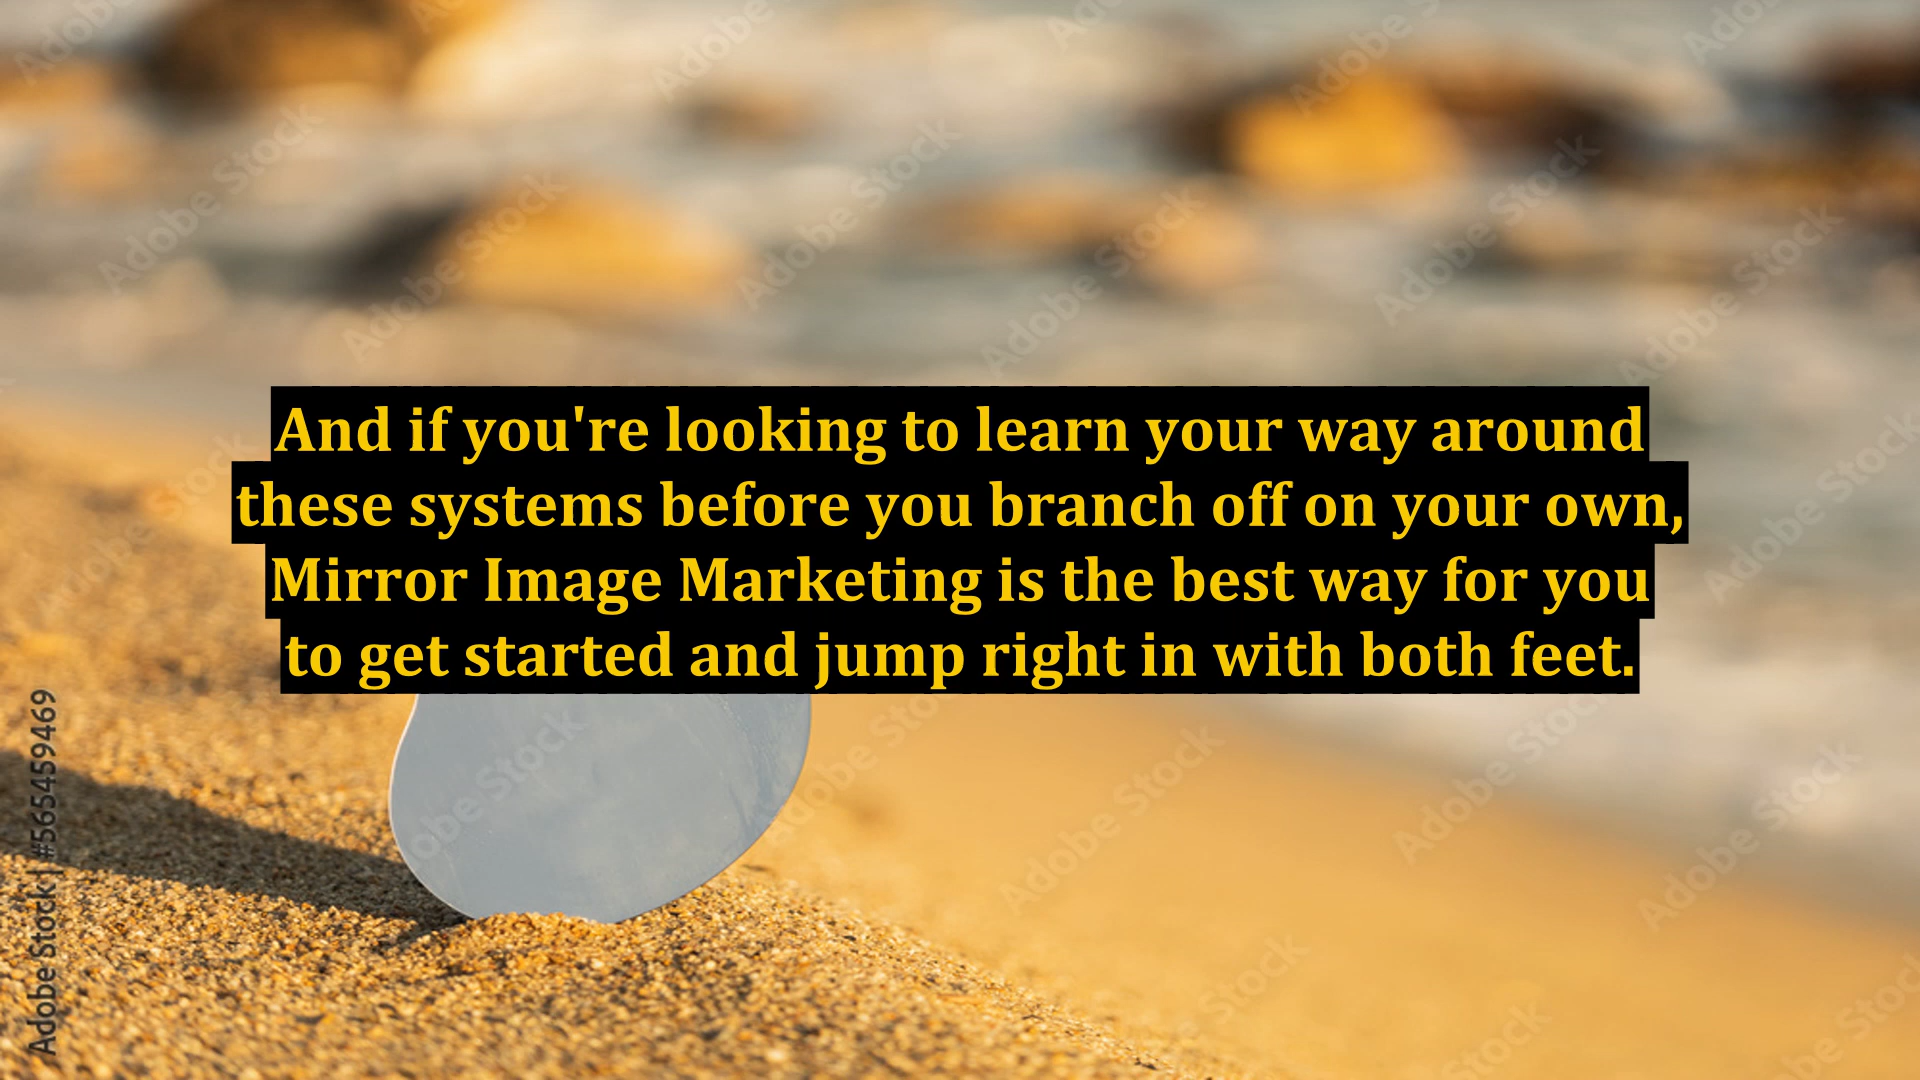 And if you're looking to learn your way around
these systems before you branch off on your own,
Mirror Image Marketing is the best way for you
to get started and jump right in with both feet.
Adobe Stock | #565459469
Adobe Stock